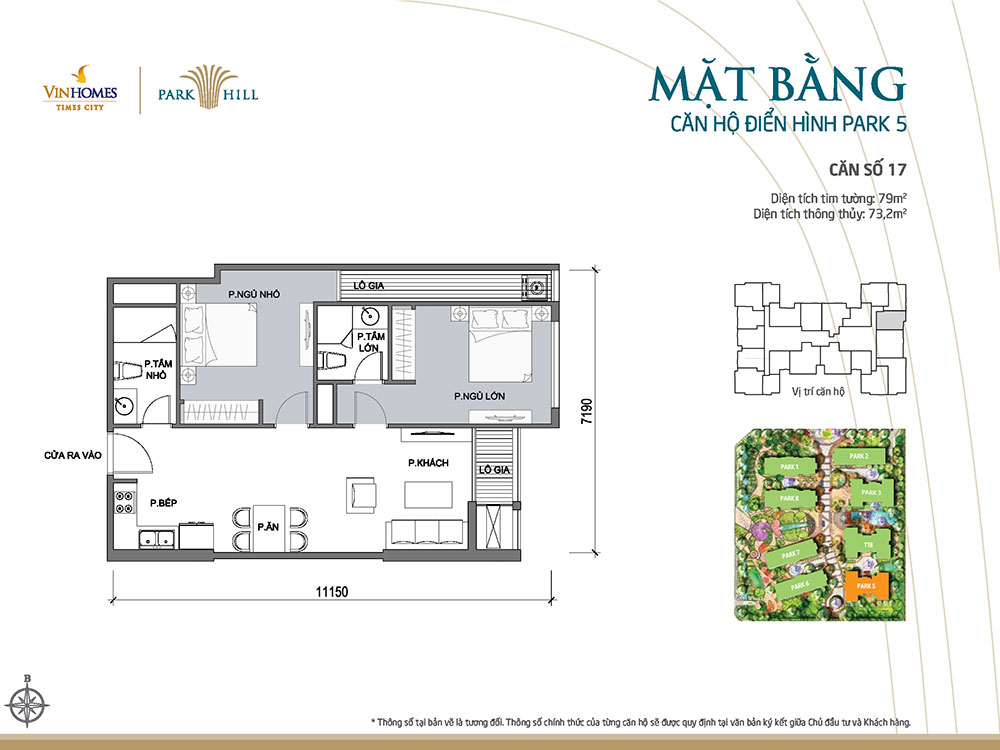 VINHOMES
TIMES CITY
PARK HILL
MẶT BẰNG
CĂN HỘ ĐIỂN HÌNH PARK 5
CĂN SỐ 17
Diện tích tim tường: 79m²
Diện tích thông thủy: 73,2m²
P.NGỦ NHỎ
LÔ GIA
P.TẮM
LỚN
P.TẮM
NHỎ
P.NGỦ LỚN
7190
CỬA RA VÀO
P.KHÁCH
LÔ GIA
P.BẾP
P.ĂN
11150
Vị trí căn hộ
PARK 1
PARK 2
PARK 8
PARK 3
PARK 7
T18
PARK 6
PARK 5
B
* Thông số tại bản vẽ là tương đối. Thông số chính thức của từng căn hộ sẽ được quy định tại văn bản ký kết giữa Chủ đầu tư và Khách hàng.